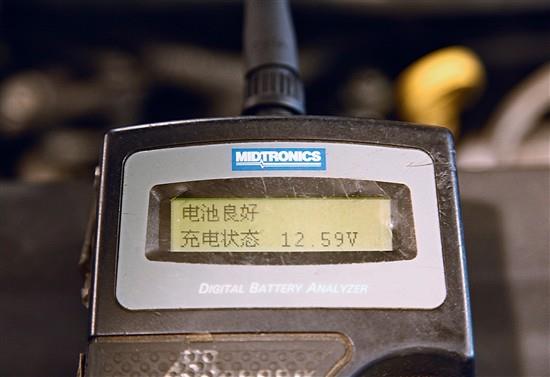 MIDTRONICS
电池良好
充电状态 12.59V
DIGITAL BATTERY ANALYZER